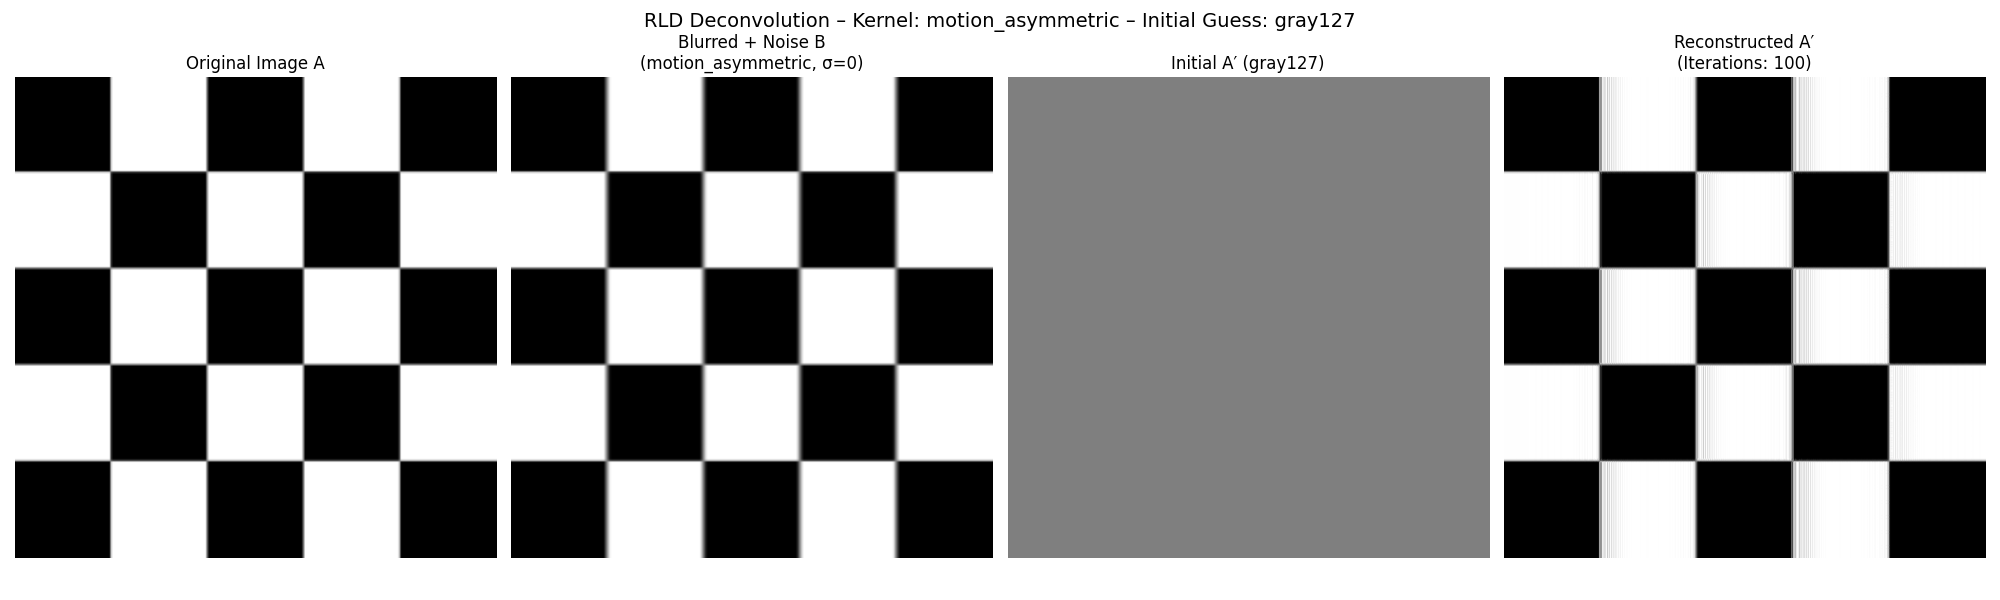 RLD Deconvolution – Kernel: motion_asymmetric – Initial Guess: gray127
Original Image A
Blurred + Noise B
(motion_asymmetric, σ=0)
Initial A′ (gray127)
Reconstructed A′
(Iterations: 100)